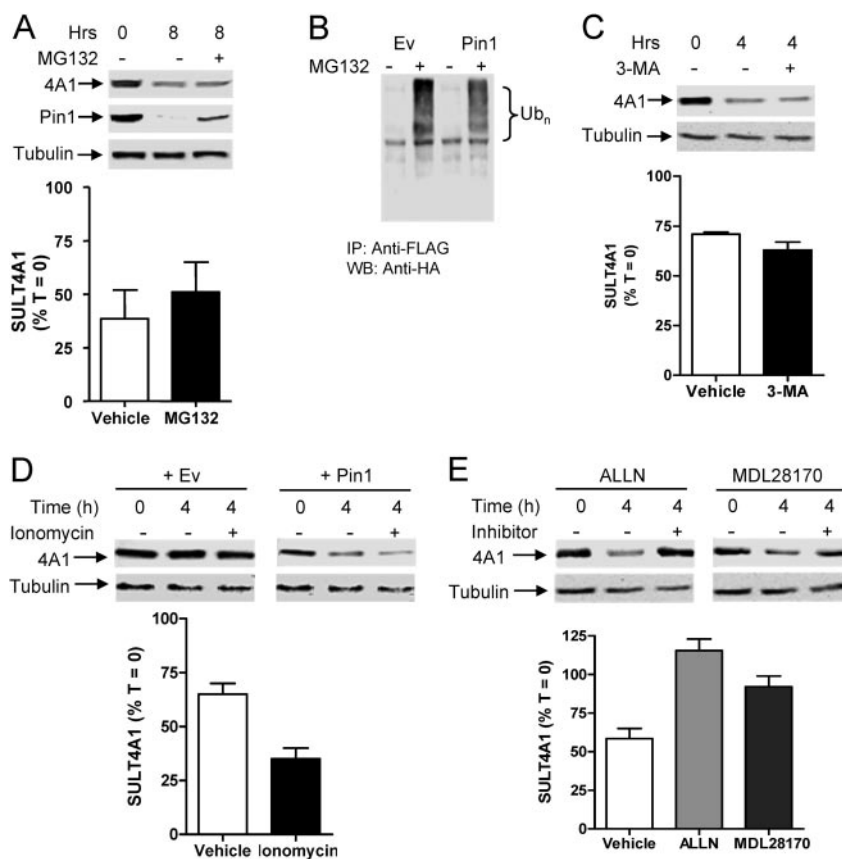 A
Hrs 0 8 8
MG132 - - +
4A1
Pin1
Tubulin
100
75
50
25
0
SULT4A1
(% T = 0)
Vehicle MG132
B
Ev Pin1
MG132 - + - +
Ubn
IP: Anti-FLAG
WB: Anti-HA
C
Hrs 0 4 4
3-MA - - +
4A1
Tubulin
100
75
50
25
0
SULT4A1
(% T = 0)
Vehicle 3-MA
D
+ Ev + Pin1
Time (h) 0 4 4 0 4 4
Ionomycin - - + - - +
4A1
Tubulin
100
75
50
25
0
SULT4A1 (% T = 0)
Vehicle Ionomycin
E
ALLN MDL28170
Time (h) 0 4 4 0 4 4
Inhibitor - - + - - +
4A1
Tubulin
125
100
75
50
25
0
SULT4A1 (% T = 0)
Vehicle ALLN MDL28170